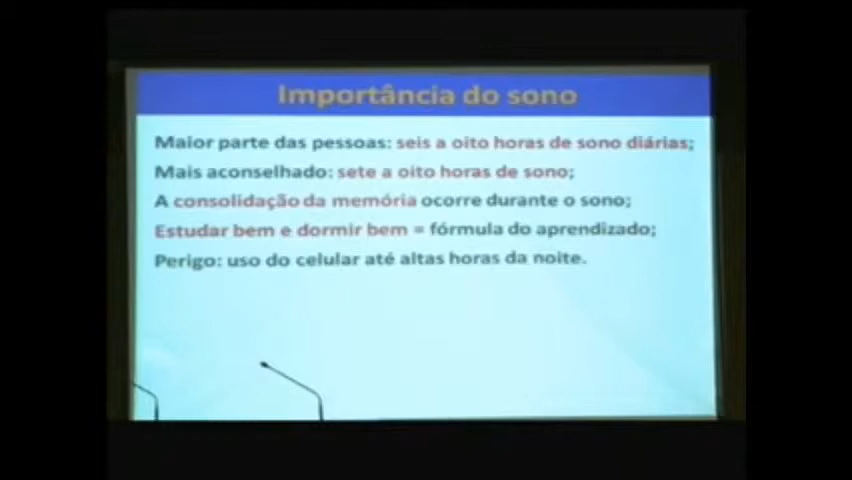 Importância do sono
Maior parte das pessoas: seis a oito horas de sono diárias;
Mais aconselhado: sete a oito horas de sono;
A consolidação da memória ocorre durante o sono;
Estudar bem e dormir bem = fórmula do aprendizado;
Perigo: uso do celular até altas horas da noite.